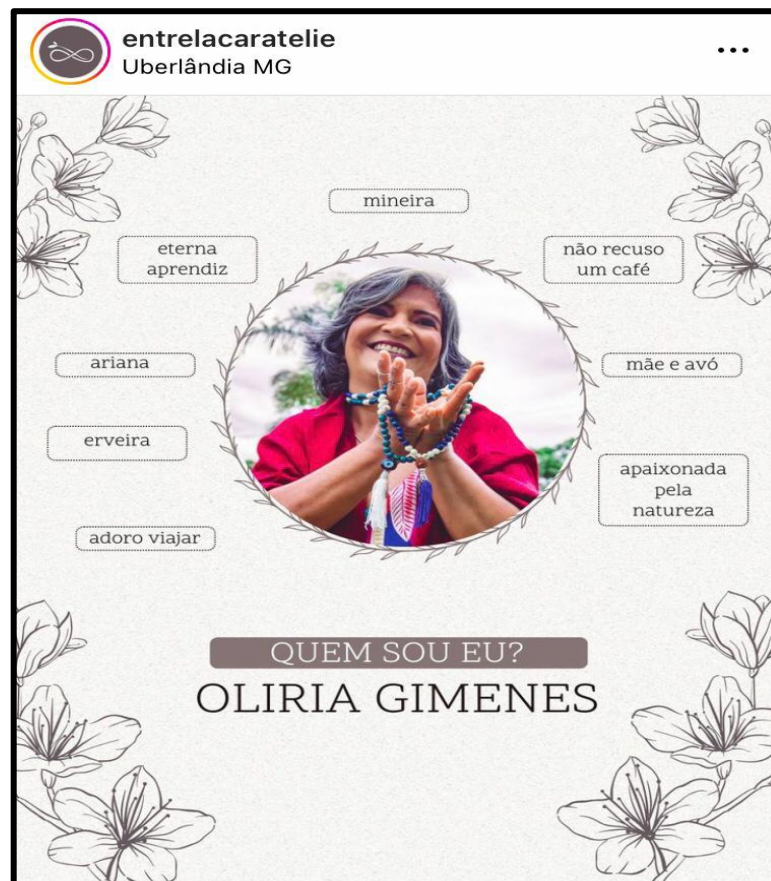 entrelacaratelie
Uberlândia MG
mineira
eterna
aprendiz
não recuso
um café
ariana
mãe e avó
erveira
apaixonada
pela
natureza
adoro viajar
QUEM SOU EU?
OLIRIA GIMENES